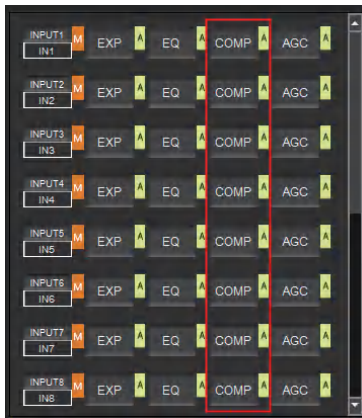 INPUT1 M EXP A EQ A COMP A AGC A
IN1
INPUT2 M EXP A EQ A COMP A AGC A
IN2
INPUT3 M EXP A EQ A COMP A AGC A
IN3
INPUT4 M EXP A EQ A COMP A AGC A
IN4
INPUT5 M EXP A EQ A COMP A AGC A
IN5
INPUT6 M EXP A EQ A COMP A AGC A
IN6
INPUT7 M EXP A EQ A COMP A AGC A
IN7
INPUT8 M EXP A EQ A COMP A AGC A
IN8